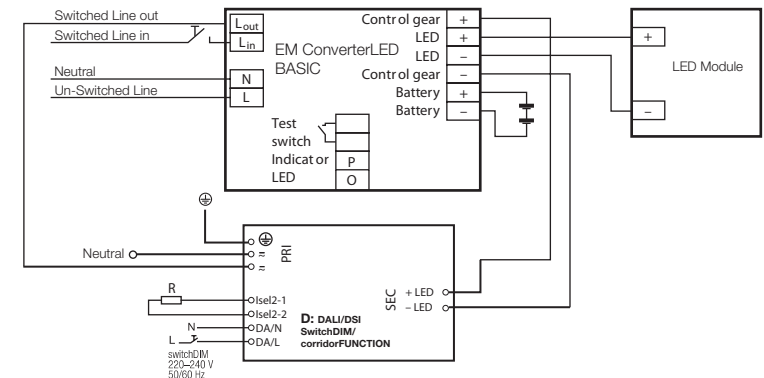 Switched Line out
Switched Line in
Neutral
Un-Switched Line
Lout
Lin
N
L
EM ConverterLED
BASIC
Test
switch
Indicator
LED
P
O
Control gear +
LED +
LED –
Control gear –
Battery +
Battery –
+
–
LED Module
Neutral
≂
≂
PRI
R
Isel2-1
Isel2-2
N
DA/N
L
DA/L
switchDIM
220–240 V
50/60 Hz
D: DALI/DSI
SwitchDIM/
corridorFUNCTION
SEC
+ LED
– LED